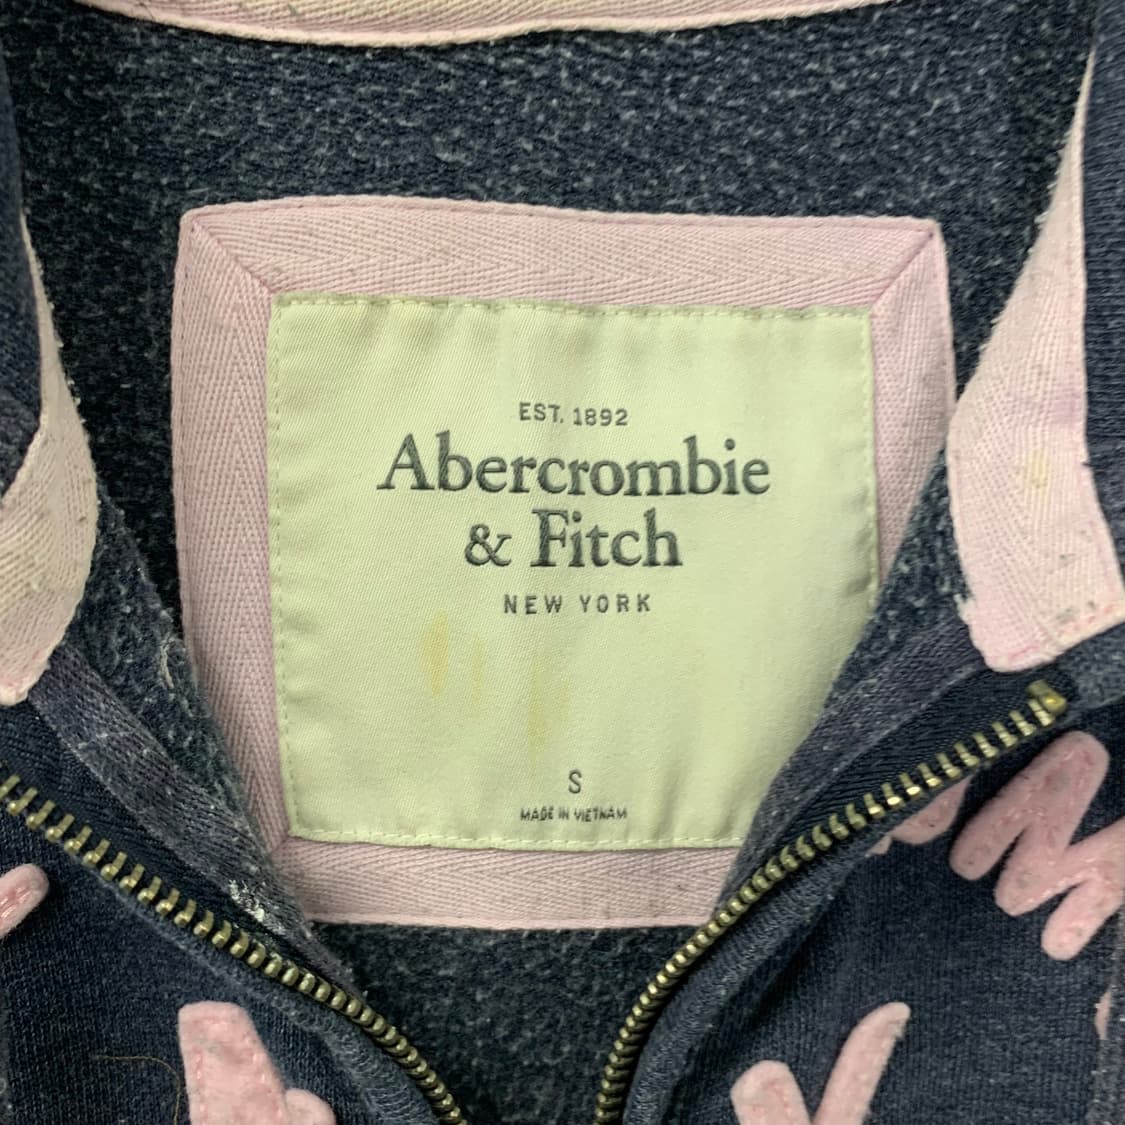 EST. 1892
Abercrombie
& Fitch
NEW YORK
S
MADE IN VIETNAM
M
Y